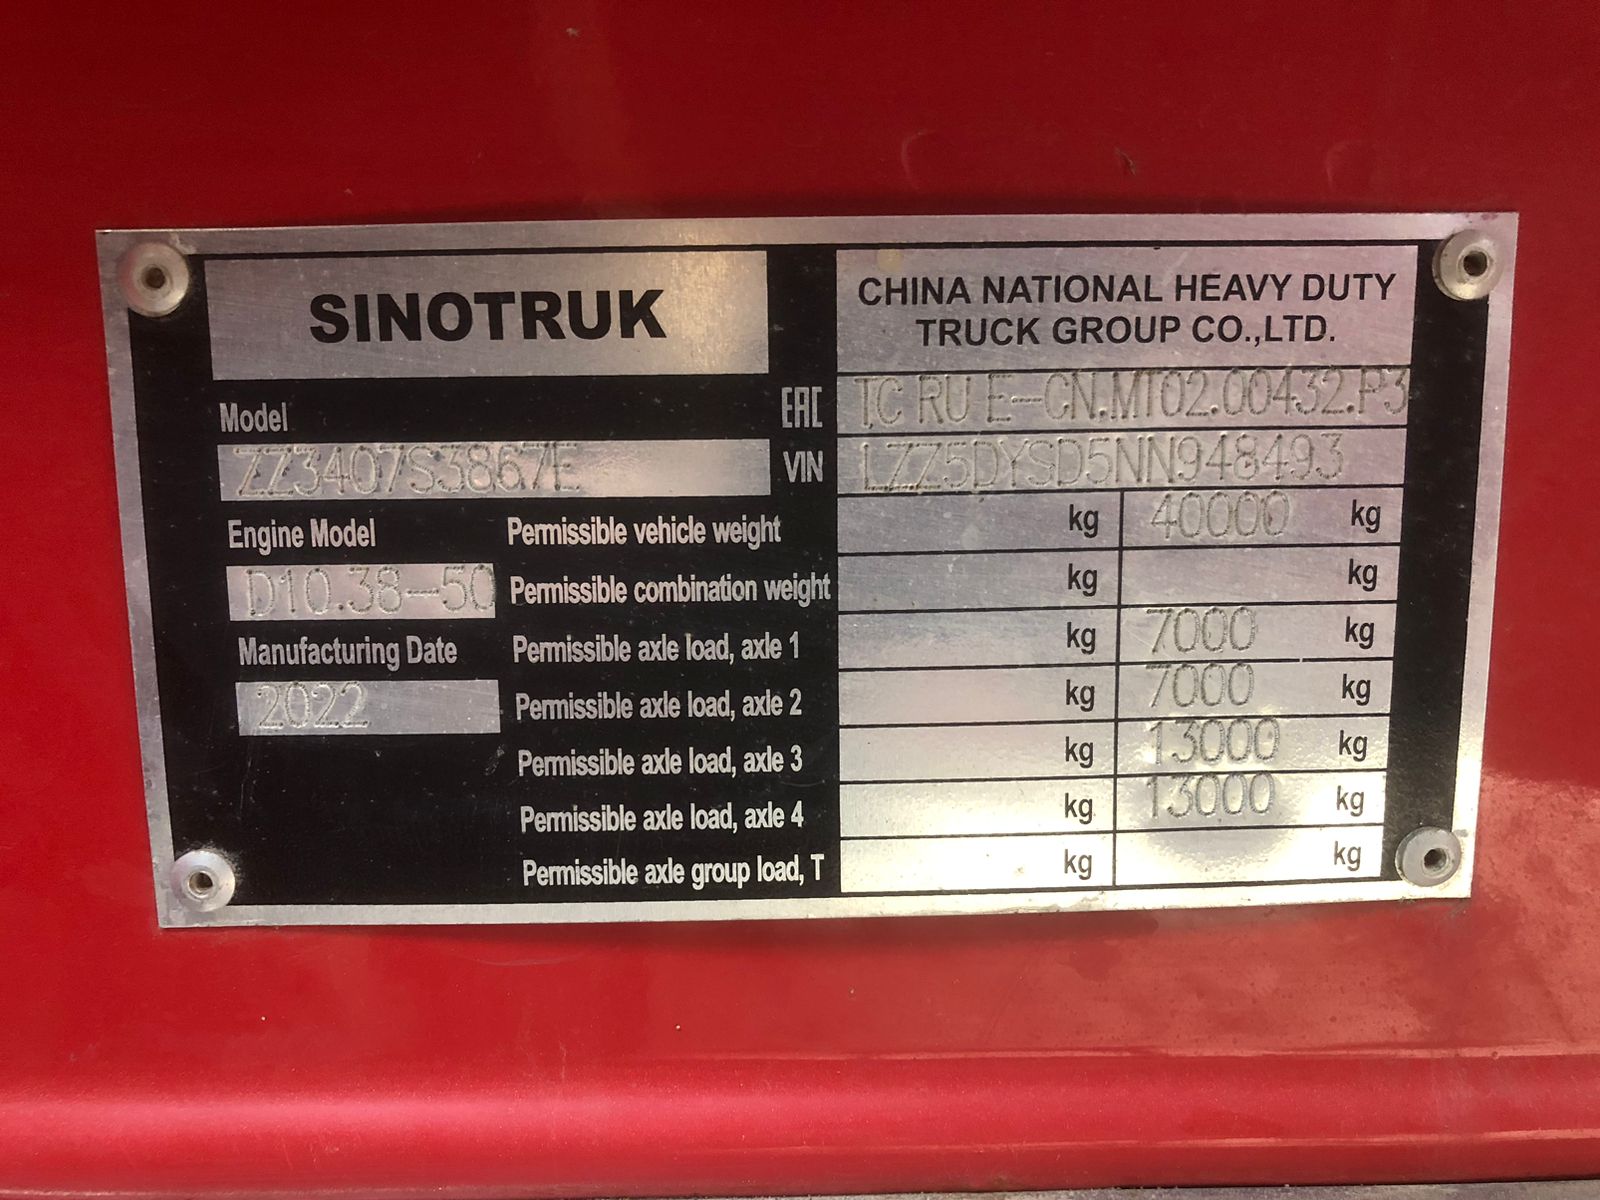 SINOTRUK
CHINA NATIONAL HEAVY DUTY
TRUCK GROUP CO.,LTD.
Model
EAC TC RU E-CN.MT02.00432.P3
ZZ3407S3867E
VIN LZZ5DYSD5NN948493
Engine Model
D10.38-50
Manufacturing Date
2022
Permissible vehicle weight kg 40000 kg
Permissible combination weight kg kg
Permissible axle load, axle 1 kg 7000 kg
Permissible axle load, axle 2 kg 7000 kg
Permissible axle load, axle 3 kg 13000 kg
Permissible axle load, axle 4 kg 13000 kg
Permissible axle group load, T kg kg